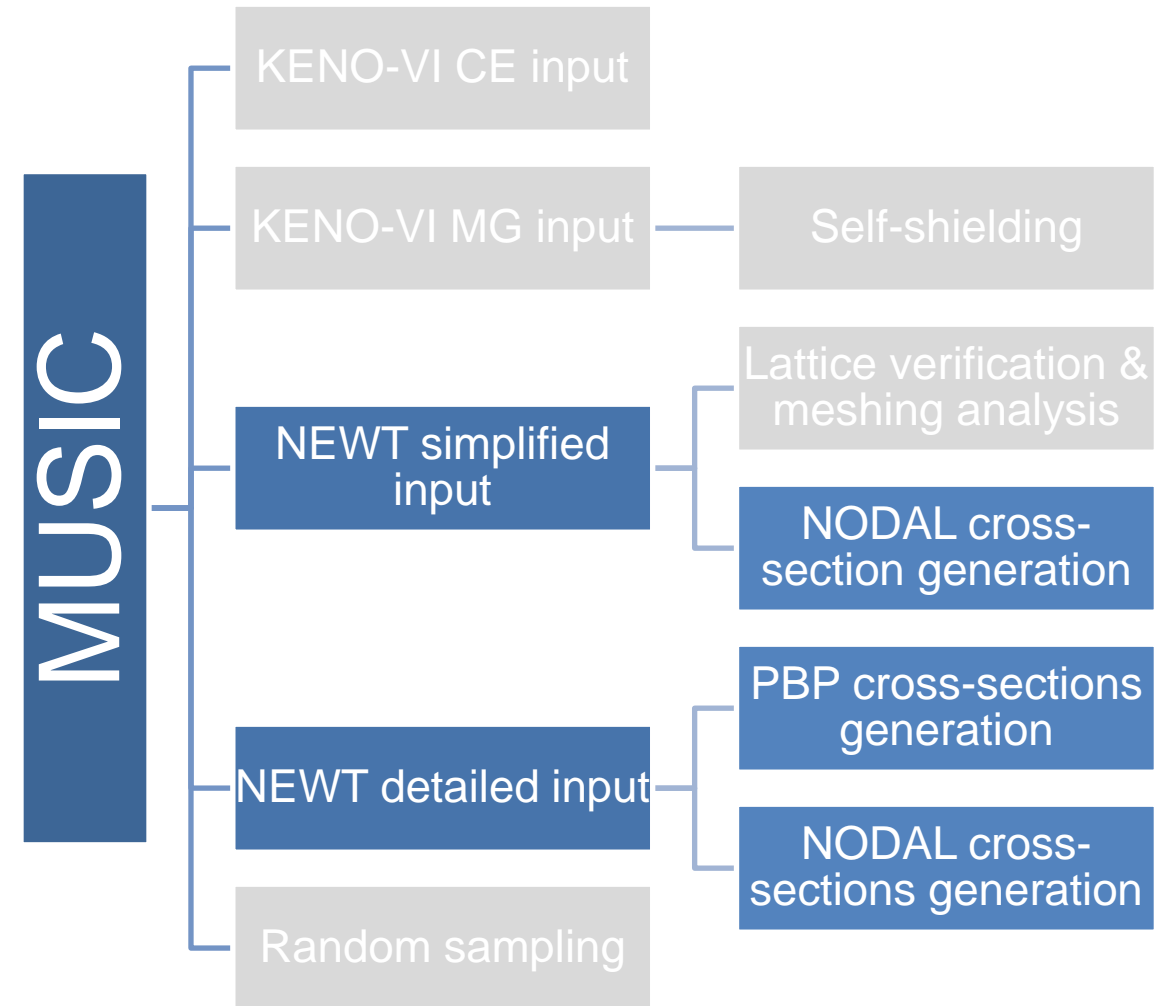 MUSIC
KENO-VI CE input
KENO-VI MG input
Self-shielding
NEWT simplified
input
Lattice verification &
meshing analysis
NODAL cross-
section generation
NEWT detailed input
PBP cross-sections
generation
NODAL cross-
sections generation
Random sampling